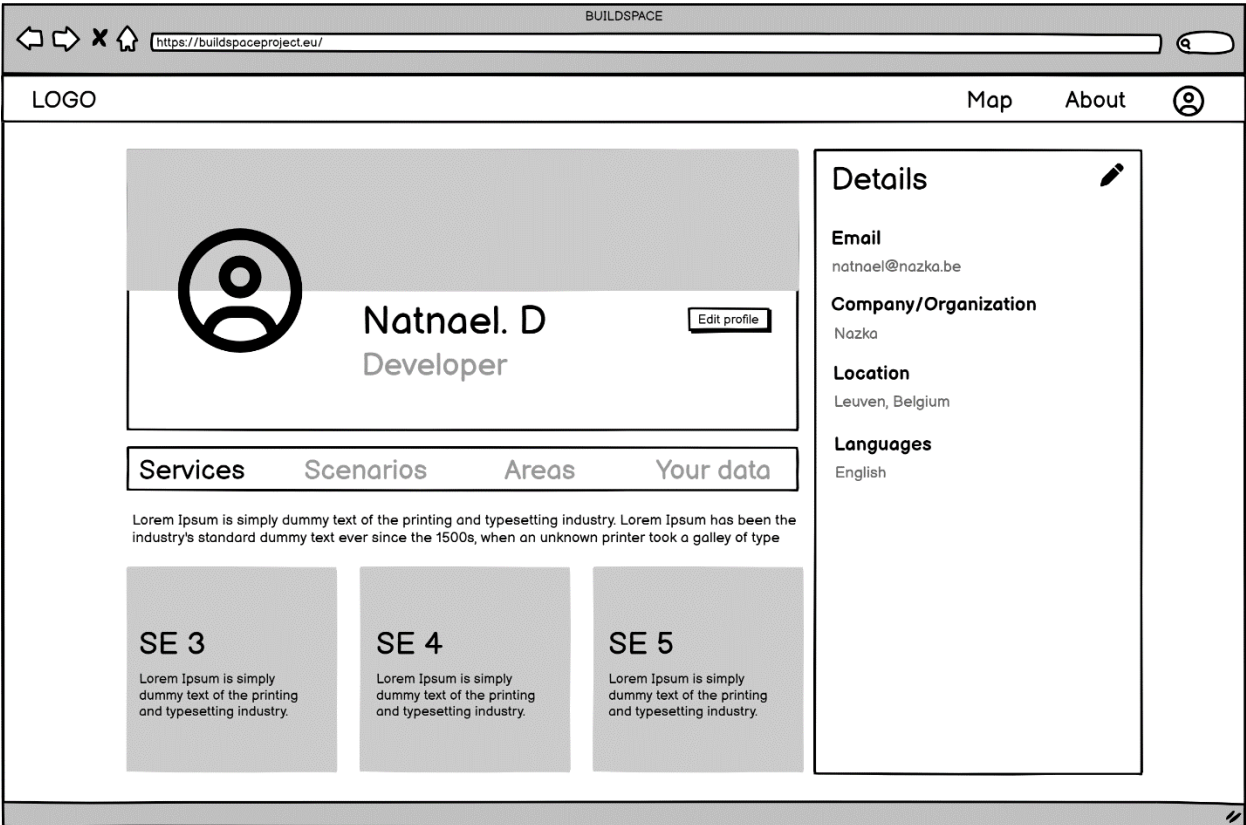 BUILDSPACE
https://buildspaceproject.eu/
LOGO
Map
About
Natnael. D
Developer
Edit profile
Services
Scenarios
Areas
Your data
Lorem Ipsum is simply dummy text of the printing and typesetting industry. Lorem Ipsum has been the
industry's standard dummy text ever since the 1500s, when an unknown printer took a galley of type
SE 3
Lorem Ipsum is simply
dummy text of the printing
and typesetting industry.
SE 4
Lorem Ipsum is simply
dummy text of the printing
and typesetting industry.
SE 5
Lorem Ipsum is simply
dummy text of the printing
and typesetting industry.
Details
Email
natnael@nazka.be
Company/Organization
Nazka
Location
Leuven, Belgium
Languages
English